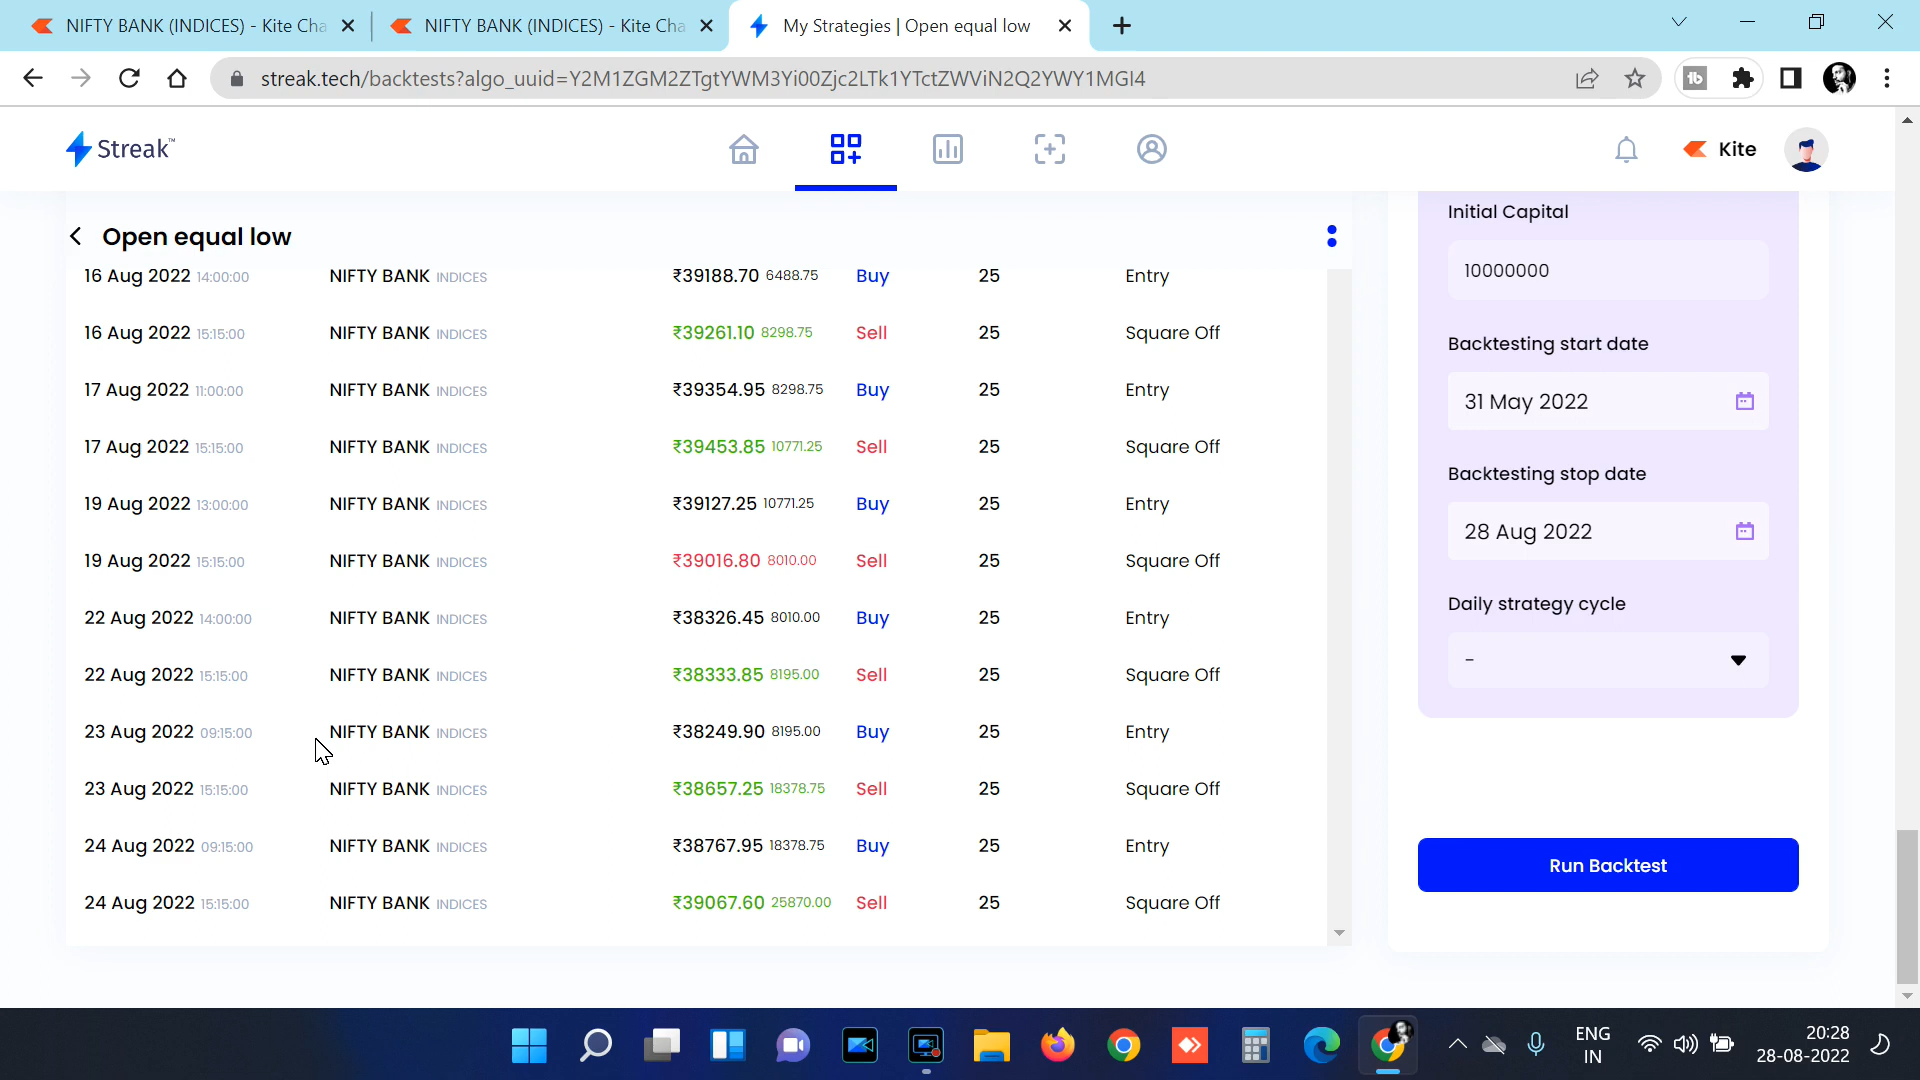 NIFTY BANK (INDICES) - Kite Cha
NIFTY BANK (INDICES) - Kite Cha
My Strategies | Open equal low
streak.tech/backtests?algo_uuid=Y2M1ZGM2ZTgtYWM3Yi00Zjc2LTk1YTctZWViN2Q2YWY1MGI4
Streak™
Kite
Open equal low
16 Aug 2022 14:00:00 NIFTY BANK INDICES ₹39188.70 6488.75 Buy 25 Entry
16 Aug 2022 15:15:00 NIFTY BANK INDICES ₹39261.10 8298.75 Sell 25 Square Off
17 Aug 2022 11:00:00 NIFTY BANK INDICES ₹39354.95 8298.75 Buy 25 Entry
17 Aug 2022 15:15:00 NIFTY BANK INDICES ₹39453.85 10771.25 Sell 25 Square Off
19 Aug 2022 13:00:00 NIFTY BANK INDICES ₹39127.25 10771.25 Buy 25 Entry
19 Aug 2022 15:15:00 NIFTY BANK INDICES ₹39016.80 8010.00 Sell 25 Square Off
22 Aug 2022 14:00:00 NIFTY BANK INDICES ₹38326.45 8010.00 Buy 25 Entry
22 Aug 2022 15:15:00 NIFTY BANK INDICES ₹38333.85 8195.00 Sell 25 Square Off
23 Aug 2022 09:15:00 NIFTY BANK INDICES ₹38249.90 8195.00 Buy 25 Entry
23 Aug 2022 15:15:00 NIFTY BANK INDICES ₹38657.25 18378.75 Sell 25 Square Off
24 Aug 2022 09:15:00 NIFTY BANK INDICES ₹38767.95 18378.75 Buy 25 Entry
24 Aug 2022 15:15:00 NIFTY BANK INDICES ₹39067.60 25870.00 Sell 25 Square Off
Initial Capital
10000000
Backtesting start date
31 May 2022
Backtesting stop date
28 Aug 2022
Daily strategy cycle
-
Run Backtest
ENG
IN
20:28
28-08-2022